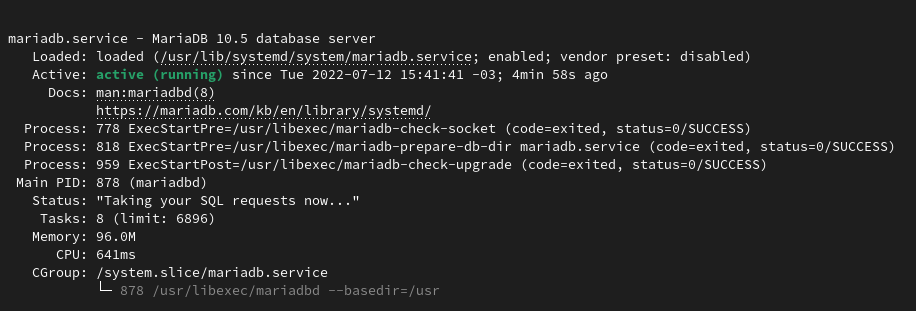 mariadb.service - MariaDB 10.5 database server
Loaded: loaded (/usr/lib/systemd/system/mariadb.service; enabled; vendor preset: disabled)
Active: active (running) since Tue 2022-07-12 15:41:41 -03; 4min 58s ago
Docs: man:mariadbd(8)
https://mariadb.com/kb/en/library/systemd/
Process: 778 ExecStartPre=/usr/libexec/mariadb-check-socket (code=exited, status=0/SUCCESS)
Process: 818 ExecStartPre=/usr/libexec/mariadb-prepare-db-dir mariadb.service (code=exited, status=0/SUCCESS)
Process: 959 ExecStartPost=/usr/libexec/mariadb-check-upgrade (code=exited, status=0/SUCCESS)
Main PID: 878 (mariadbd)
Status: "Taking your SQL requests now..."
Tasks: 8 (limit: 6896)
Memory: 96.0M
CPU: 641ms
CGroup: /system.slice/mariadb.service
└─ 878 /usr/libexec/mariadbd --basedir=/usr